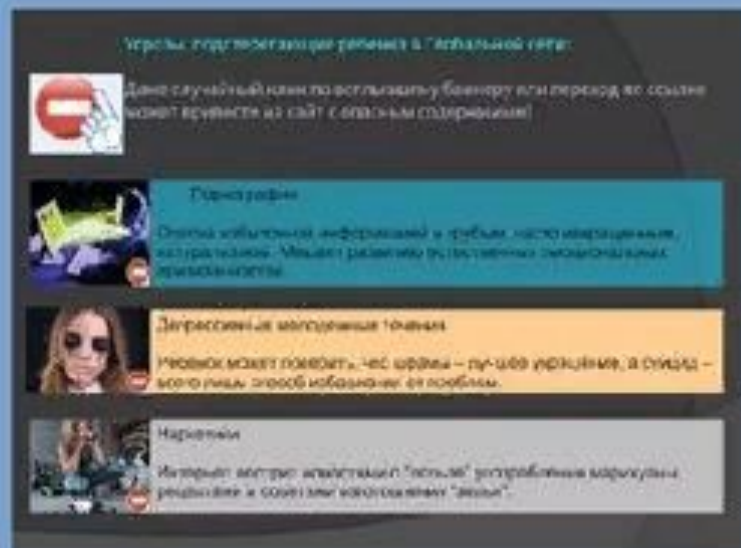 Угрозы, подстерегающие ребенка в Глобальной сети:
Даже случайный клик по всплывшему баннеру или переход по ссылке
может привести на сайт с опасным содержимым!
Порнография
Опасна избыточной информацией и грубым, часто извращенным,
натурализмом. Мешает развитию естественных эмоциональных
привязанностей.
Депрессивные молодежные течения
Ребенок может поверить, что шрамы – лучшее украшение, а суицид –
всего лишь способ избавления от проблем.
Наркотики
Интернет пестрит новостями о "пользе" употребления марихуаны,
рецептами и советами изготовления "зелья".